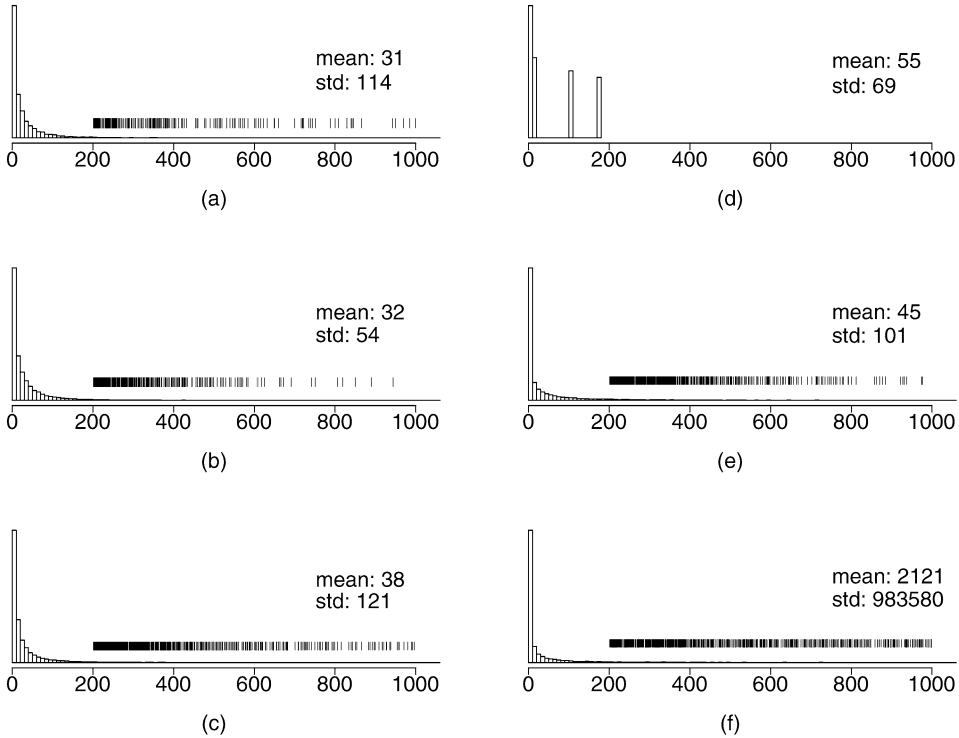 mean: 31
std: 114
0 200 400 600 800 1000
(a)
mean: 55
std: 69
0 200 400 600 800 1000
(d)
mean: 32
std: 54
0 200 400 600 800 1000
(b)
mean: 45
std: 101
0 200 400 600 800 1000
(e)
mean: 38
std: 121
0 200 400 600 800 1000
(c)
mean: 2121
std: 983580
0 200 400 600 800 1000
(f)